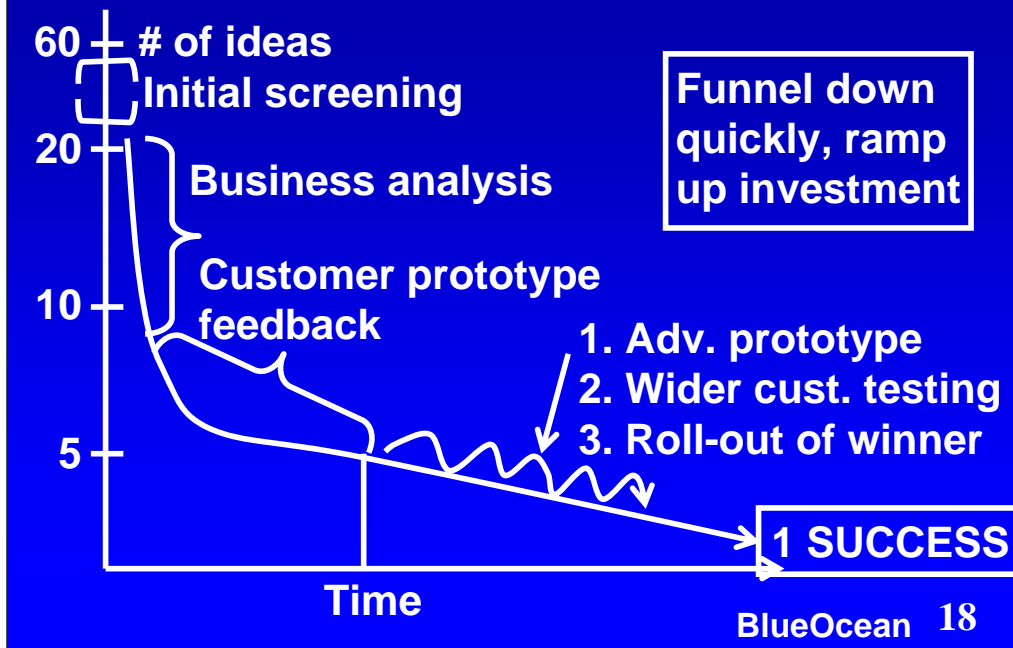 60 # of ideas
Initial screening
20
Business analysis
Customer prototype
feedback
10
5
Funnel down
quickly, ramp
up investment
1. Adv. prototype
2. Wider cust. testing
3. Roll-out of winner
1 SUCCESS
Time
BlueOcean 18